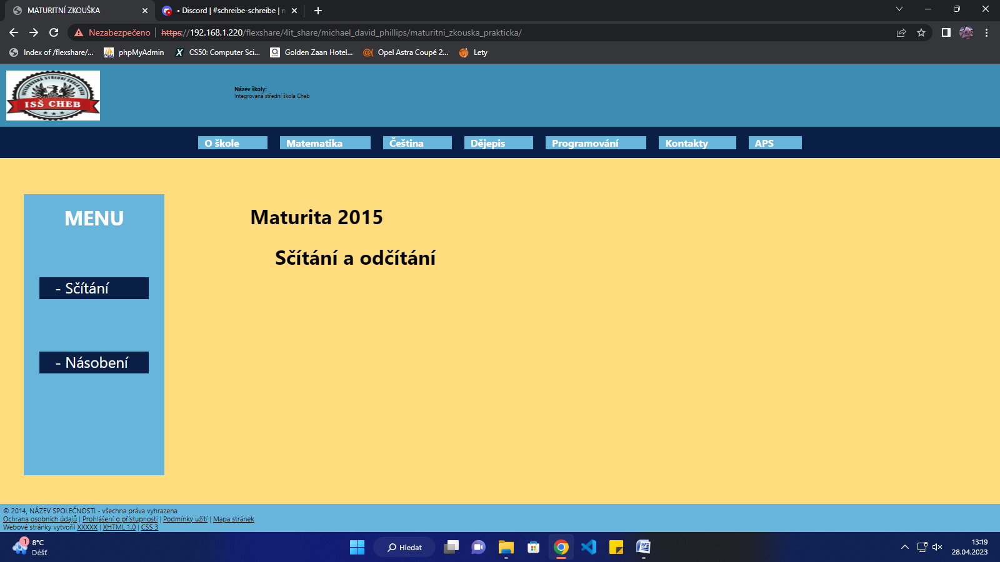 MATURITNÍ ZKOUŠKA
• Discord | #schreibe-schreibe |
Nezabezpečeno https://192.168.1.220/flexshare/4it_share/michael_david_phillips/maturitni_zkouska_prakticka/
Index of /flexshare/...
phpMyAdmin
CS50: Computer Sci...
Golden Zaan Hotel...
Opel Astra Coupé 2...
Lety
INTEGROVANÁ STŘEDNÍ ŠKOLA CHEB
ISŠ CHEB
Název školy:
Integrovaná střední škola Cheb
O škole
Matematika
Čeština
Dějepis
Programování
Kontakty
APS
MENU
- Sčítání
- Násobení
Maturita 2015
Sčítání a odčítání
© 2014, NÁZEV SPOLEČNOSTI - všechna práva vyhrazena
Ochrana osobních údajů | Prohlášení o přístupnosti | Podmínky užití | Mapa stránek
Webové stránky vytvořil XXXXX | XHTML 1.0 | CSS 3
1
8°C
Déšť
Hledat
13:19
28.04.2023